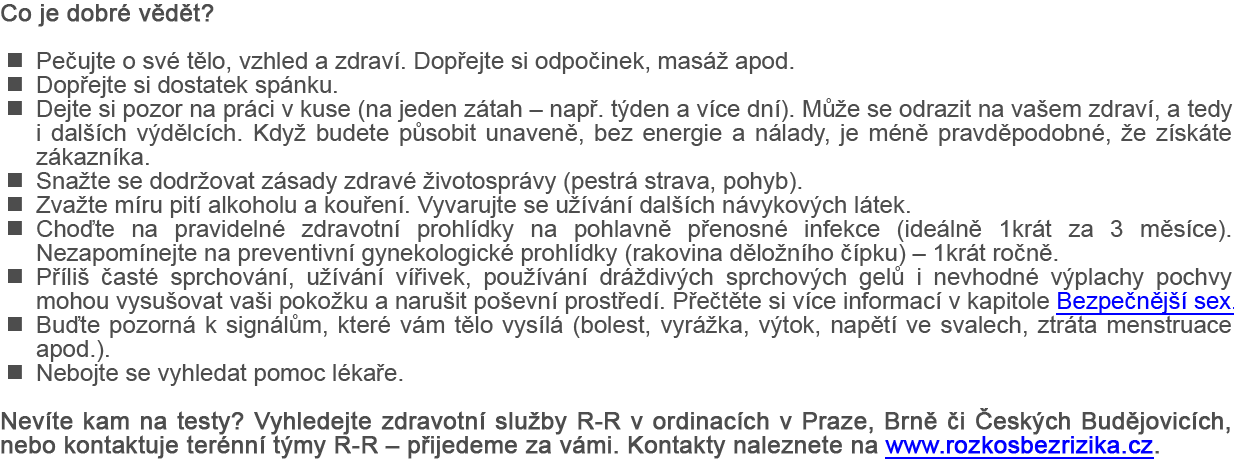 Co je dobré vědět?
■ Pečujte o své tělo, vzhled a zdraví. Dopřejte si odpočinek, masáž apod.
■ Dopřejte si dostatek spánku.
■ Dejte si pozor na práci v kuse (na jeden zátah – např. týden a více dní). Může se odrazit na vašem zdraví, a tedy
i dalších výdělcích. Když budete působit unaveně, bez energie a nálady, je méně pravděpodobné, že získáte
zákazníka.
■ Snažte se dodržovat zásady zdravé životosprávy (pestrá strava, pohyb).
■ Zvažte míru pití alkoholu a kouření. Vyvarujte se užívání dalších návykových látek.
■ Choďte na pravidelné zdravotní prohlídky na pohlavně přenosné infekce (ideálně 1krát za 3 měsíce).
Nezapomínejte na preventivní gynekologické prohlídky (rakovina děložního čípku) – 1krát ročně.
■ Příliš časté sprchování, užívání vířivek, používání dráždivých sprchových gelů i nevhodné výplachy pochvy
mohou vysušovat vaši pokožku a narušit poševní prostředí. Přečtěte si více informací v kapitole Bezpečnější sex.
■ Buďte pozorná k signálům, které vám tělo vysílá (bolest, vyrážka, výtok, napětí ve svalech, ztráta menstruace
apod.).
■ Nebojte se vyhledat pomoc lékaře.
Nevíte kam na testy? Vyhledejte zdravotní služby R-R v ordinacích v Praze, Brně či Českých Budějovicích,
nebo kontaktuje terénní týmy R-R – přijedeme za vámi. Kontakty naleznete na www.rozkosbezrizika.cz.